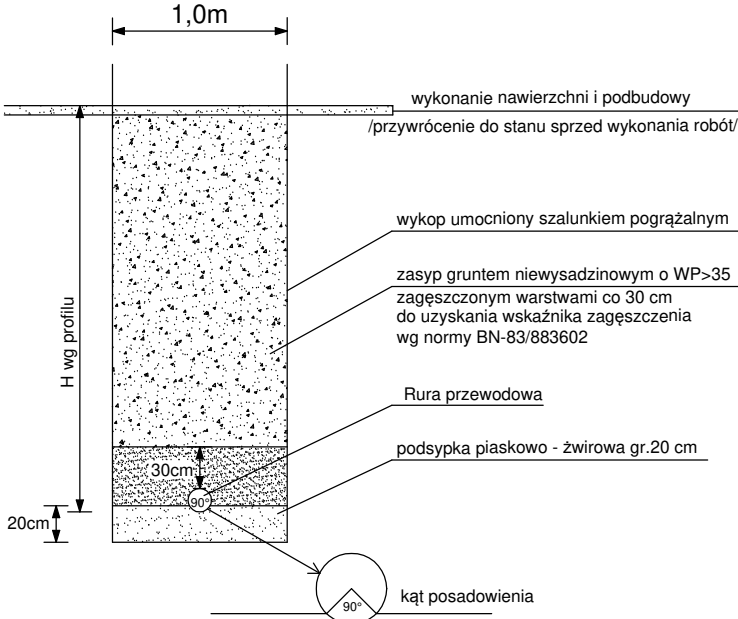 1,0m
wykonanie nawierzchni i podbudowy
/przywrócenie do stanu sprzed wykonania robót/
wykop umocniony szalunkiem pogrążalnym
zasyp gruntem niewysadzinowym o WP>35
zagęszczonym warstwami co 30 cm
do uzyskania wskaźnika zagęszczenia
wg normy BN-83/883602
H wg profilu
Rura przewodowa
podsypka piaskowo - żwirowa gr.20 cm
30cm
90°
20cm
kąt posadowienia
90°